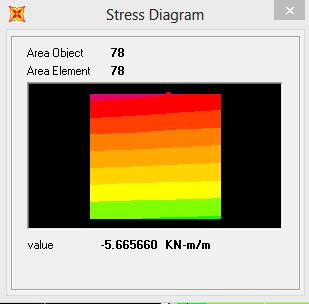 Stress Diagram
Area Object 78
Area Element 78
value -5.665660 KN-m/m